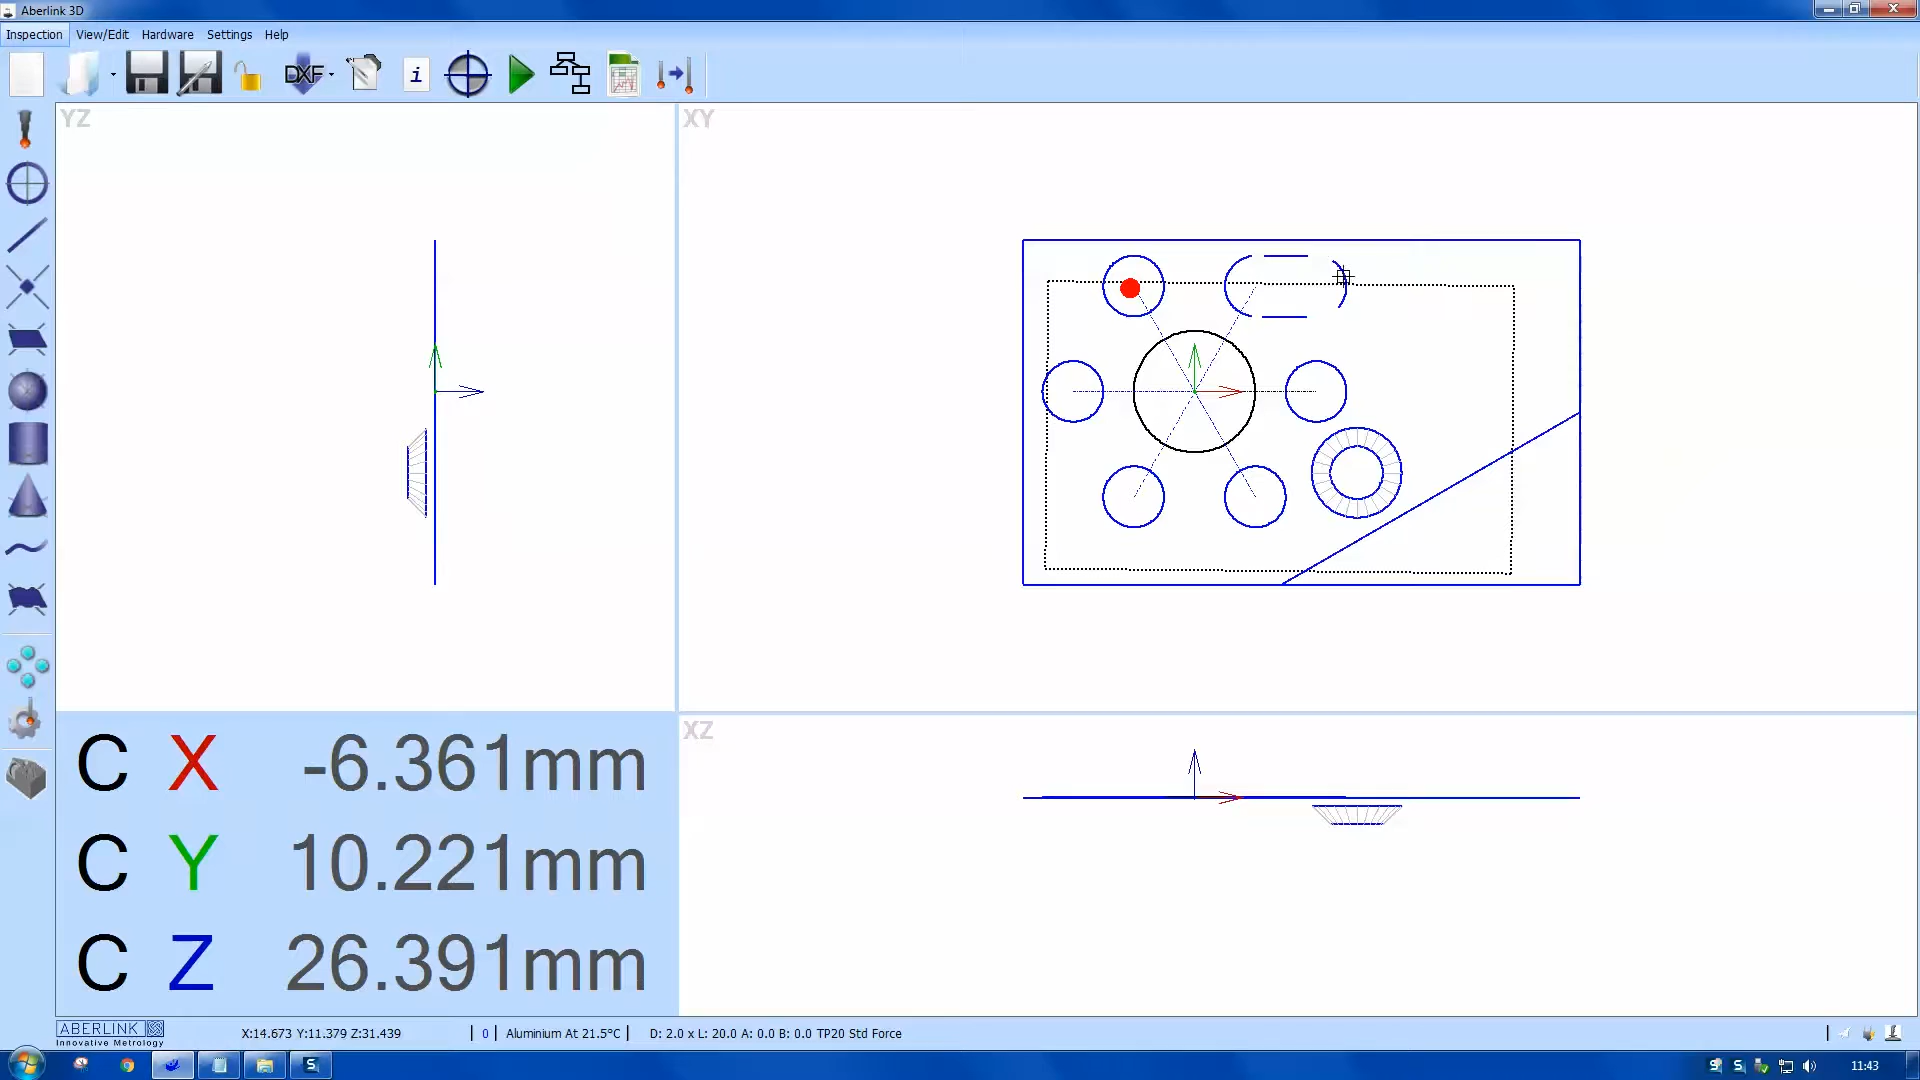 Aberlink 3D
Inspection View/Edit Hardware Settings Help
DXF i
YZ
XY
C X -6.361mm
C Y 10.221mm
C Z 26.391mm
XZ
ABERLINK
Innovative Metrology
X:14.673 Y:11.379 Z:31.439 | 0 | Aluminium At 21.5°C | D: 2.0 x L: 20.0 A: 0.0 B: 0.0 TP20 Std Force
11:43